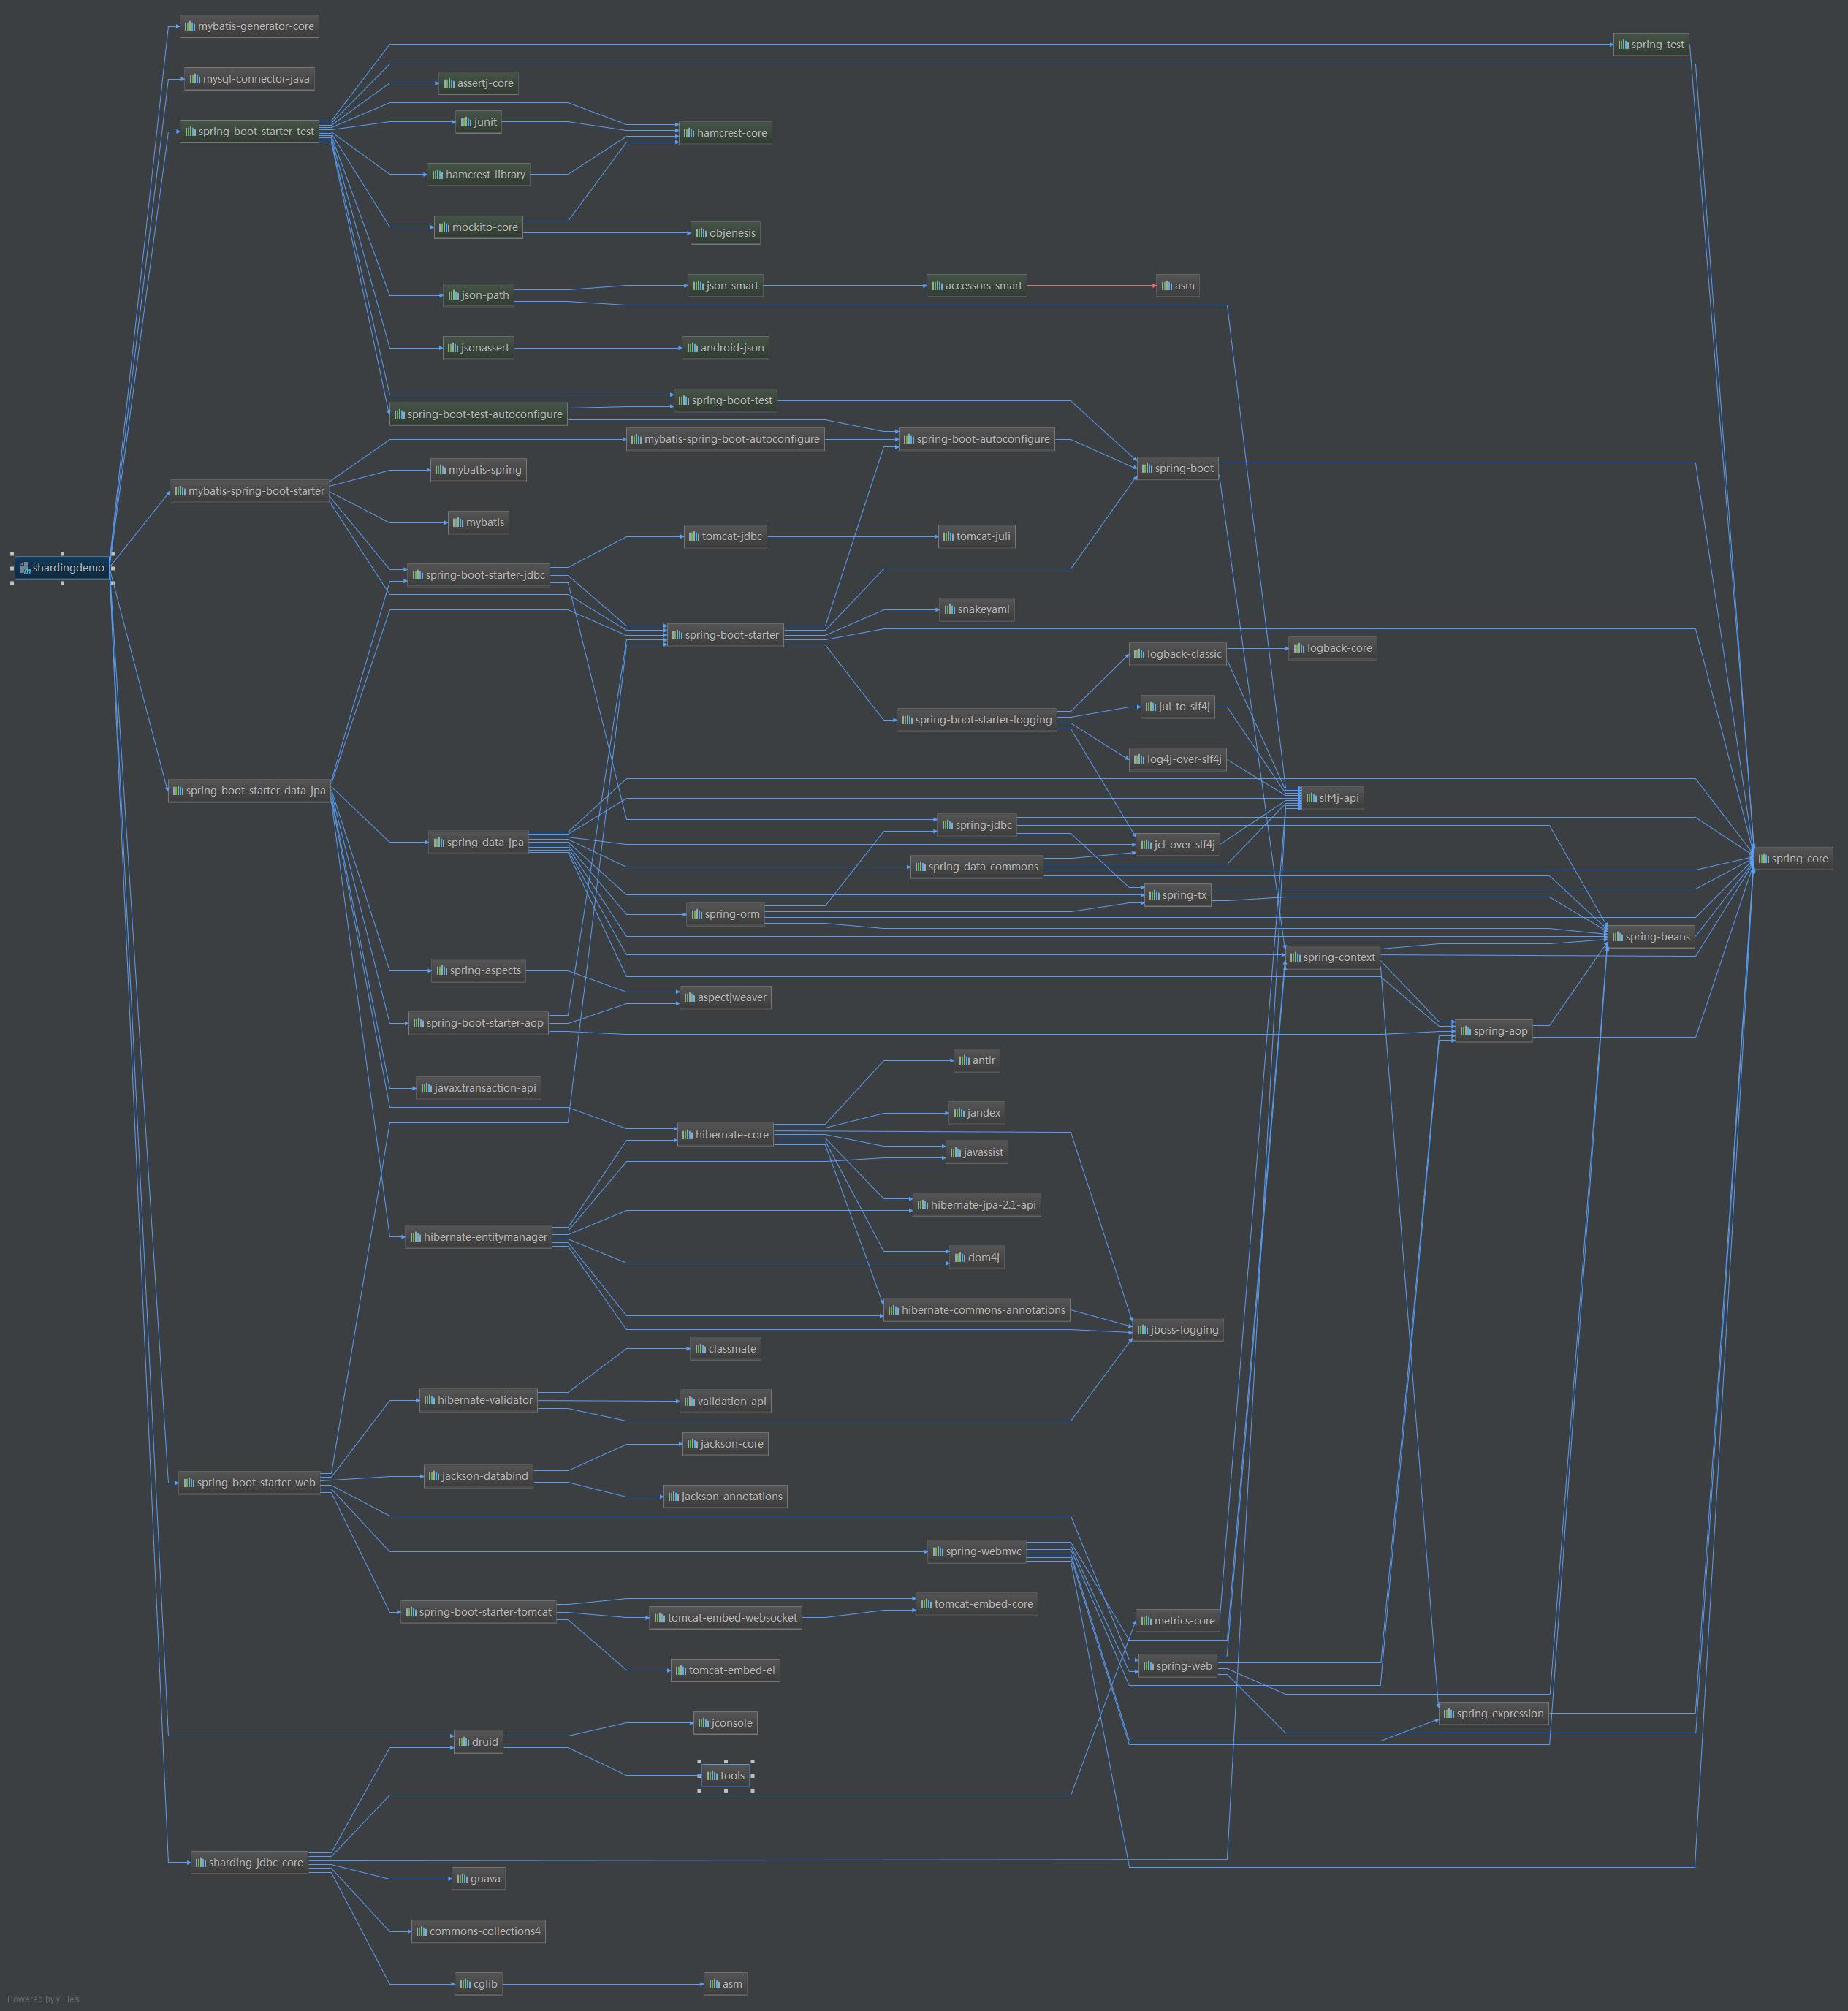 mybatis-generator-core
spring-test
mysql-connector-java
assertj-core
junit
spring-boot-starter-test
hamcrest-core
hamcrest-library
mockito-core
objenesis
json-path
json-smart
accessors-smart
asm
jsonassert
android-json
spring-boot-test
spring-boot-test-autoconfigure
mybatis-spring-boot-autoconfigure
spring-boot-autoconfigure
spring-boot
mybatis-spring
mybatis-spring-boot-starter
mybatis
tomcat-jdbc
tomcat-juli
shardingdemo
spring-boot-starter-jdbc
snakeyaml
spring-boot-starter
logback-classic
logback-core
jul-to-slf4j
spring-boot-starter-logging
log4j-over-slf4j
spring-boot-starter-data-jpa
slf4j-api
spring-jdbc
spring-data-jpa
jcl-over-slf4j
spring-core
spring-data-commons
spring-tx
spring-orm
spring-beans
spring-context
spring-aspects
aspectjweaver
spring-boot-starter-aop
spring-aop
antlr
javax.transaction-api
jandex
hibernate-core
javassist
hibernate-jpa-2.1-api
hibernate-entitymanager
dom4j
hibernate-commons-annotations
jboss-logging
classmate
hibernate-validator
validation-api
jackson-core
jackson-databind
spring-boot-starter-web
jackson-annotations
spring-webmvc
tomcat-embed-core
spring-boot-starter-tomcat
tomcat-embed-websocket
metrics-core
spring-web
tomcat-embed-el
spring-expression
jconsole
druid
tools
sharding-jdbc-core
guava
commons-collections4
cglib
asm
Powered by yFiles